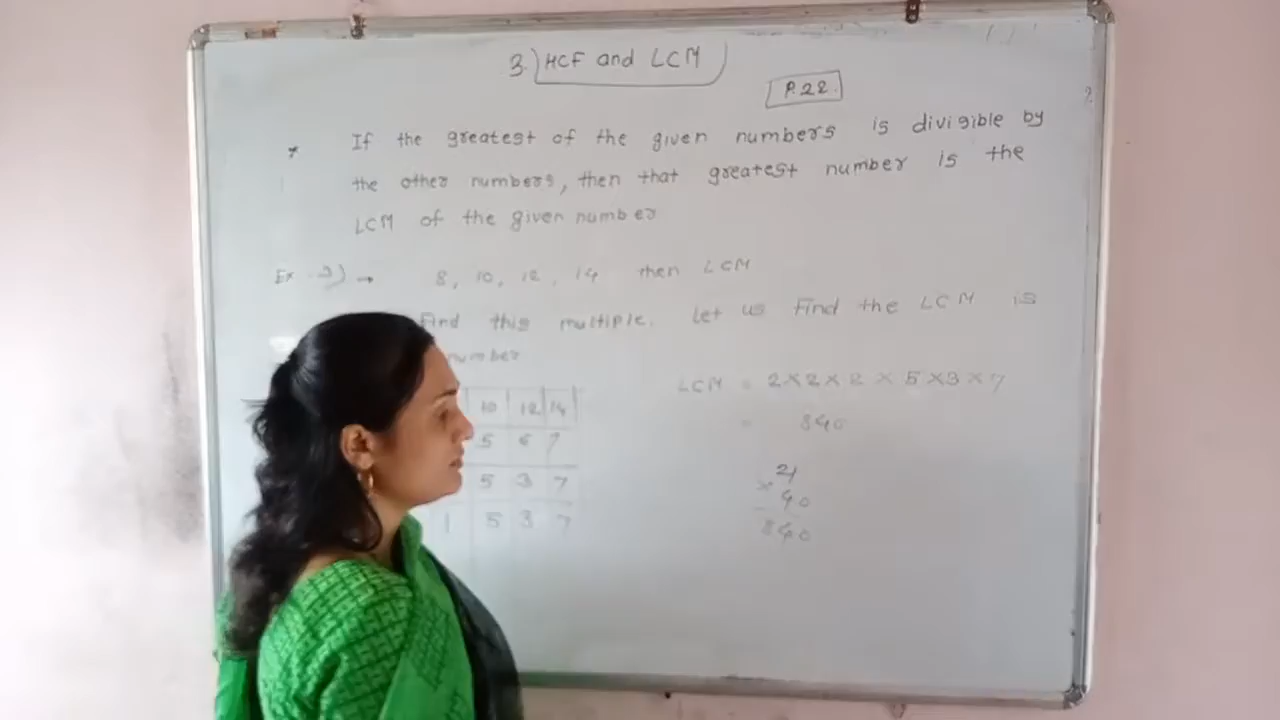 3.) HCF and LCM
P.22.
* If the greatest of the given numbers is divisible by
the other numbers, then that greatest number is the
LCM of the given number
Ex 3) → 8, 10, 12, 14 then LCM
Find this multiple. Let us find the LCM is
number
10 12 14
5 6 7
5 3 7
1 5 3 7
LCM = 2×2×2×5×3×7
= 840
21
× 40
840